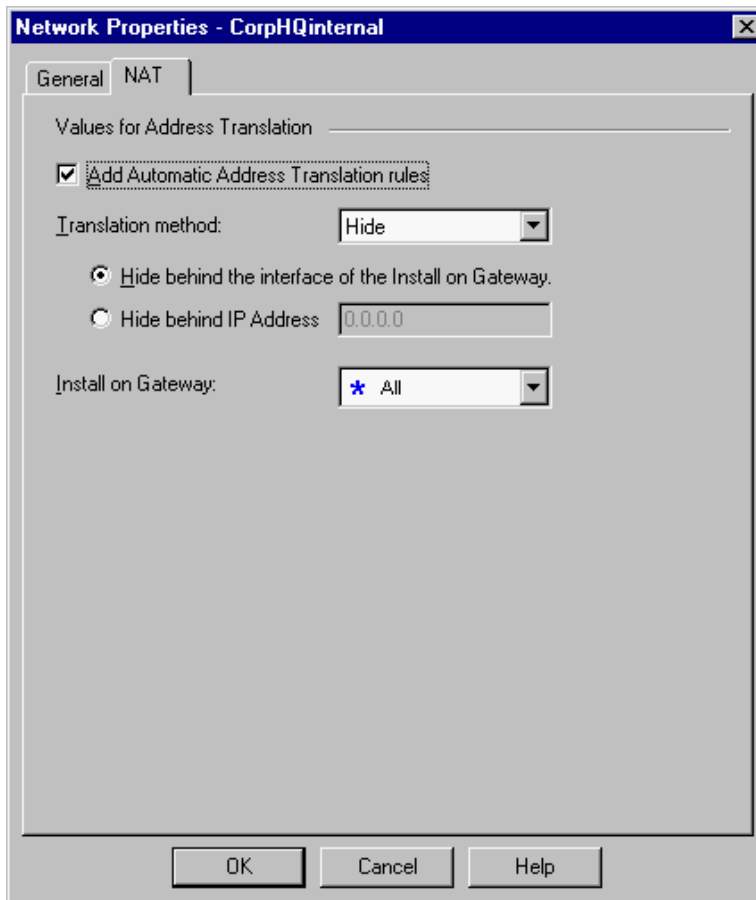 Network Properties - CorpHQinternal
General NAT
Values for Address Translation
Add Automatic Address Translation rules
Translation method: Hide
Hide behind the interface of the Install on Gateway.
Hide behind IP Address 0.0.0.0
Install on Gateway: * All
OK Cancel Help